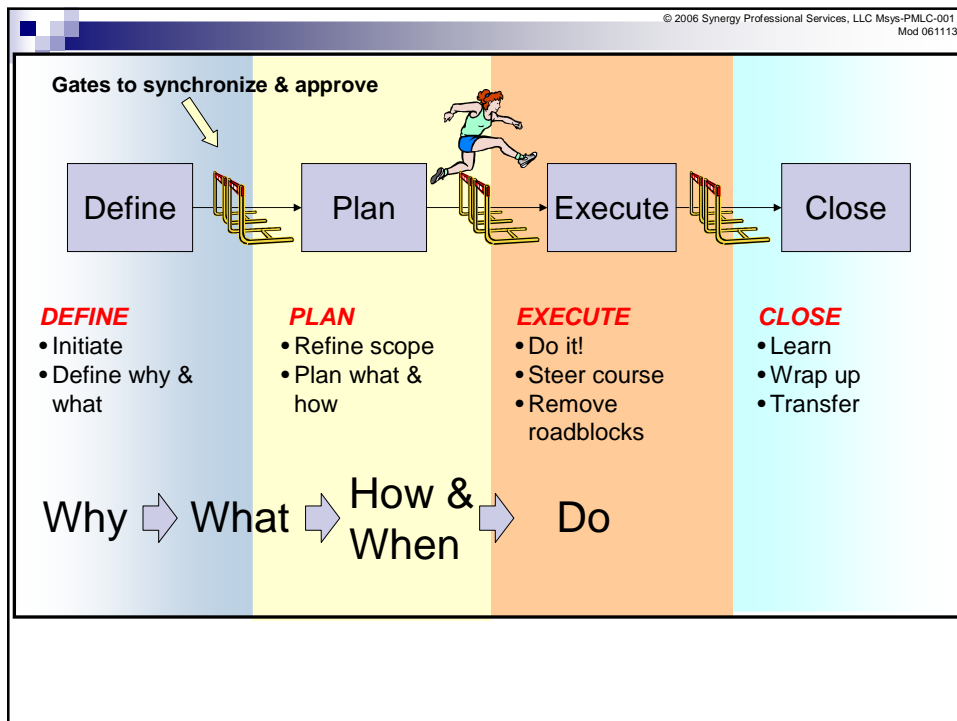 © 2006 Synergy Professional Services, LLC Msys-PMLC-001
Mod 061113
Gates to synchronize & approve
Define
Plan
Execute
Close
DEFINE
• Initiate
• Define why &
what
PLAN
• Refine scope
• Plan what &
how
EXECUTE
• Do it!
• Steer course
• Remove
roadblocks
CLOSE
• Learn
• Wrap up
• Transfer
Why
What
How &
When
Do